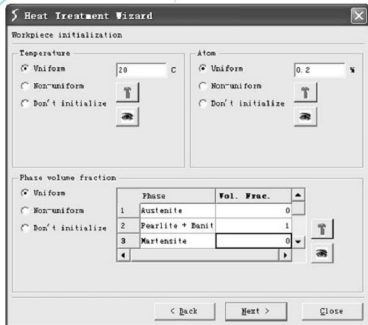 Heat Treatment Wizard
Workpiece initialization
Temperature
Uniform 20 C
Non-uniform
Don't initialize
Atom
Uniform 0.2 %
Non-uniform
Don't initialize
Phase volume fraction
Uniform
Non-uniform
Don't initialize
Phase Vol. Frac.
1 Austenite 0
2 Pearlite + Banit 1
3 Martensite 0
< Back Next > Close